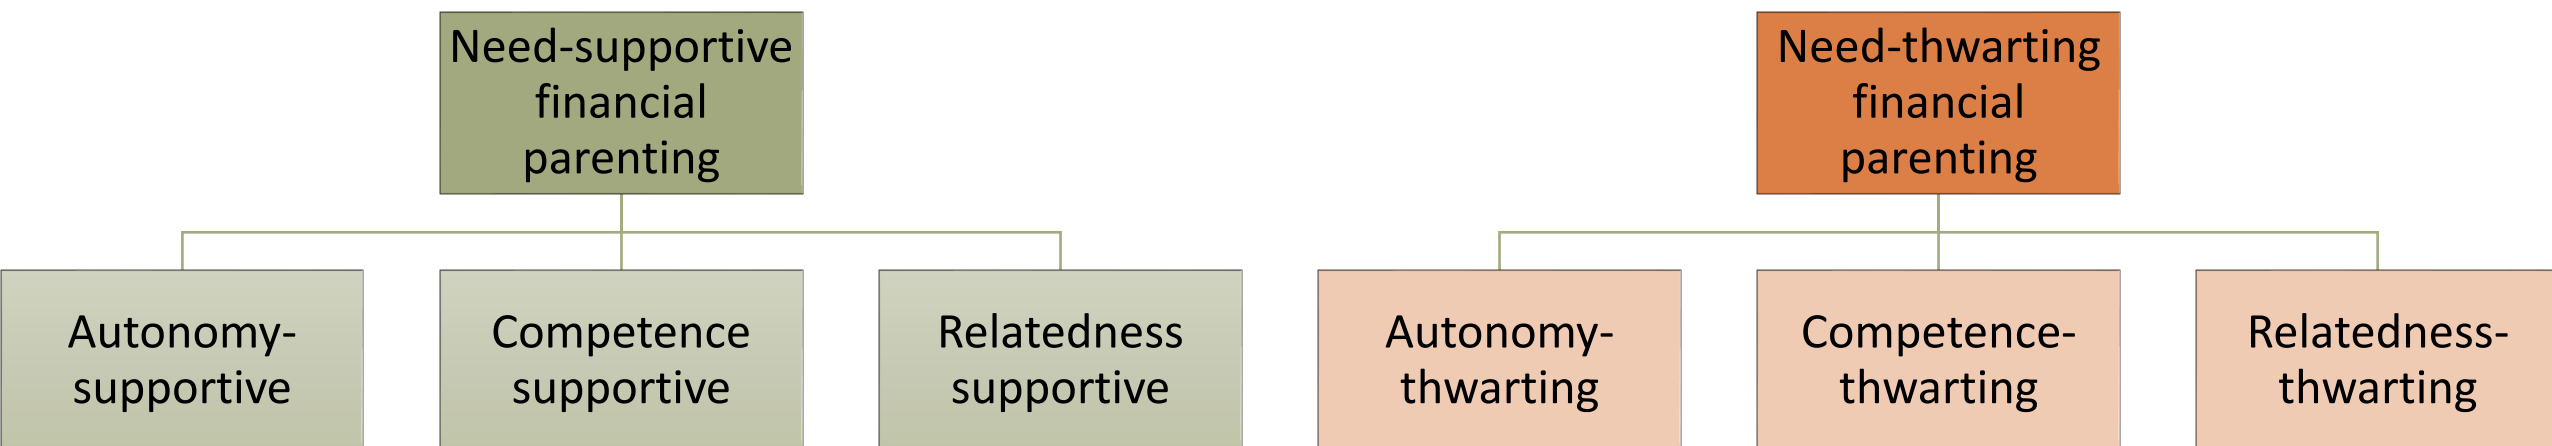 Need-supportive
financial
parenting
Need-thwarting
financial
parenting
Autonomy-
supportive
Competence
supportive
Relatedness
supportive
Autonomy-
thwarting
Competence-
thwarting
Relatedness-
thwarting